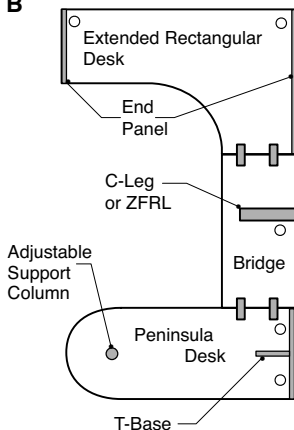 B
Extended Rectangular
Desk
End
Panel
C-Leg
or ZFRL
Bridge
Adjustable
Support
Column
Peninsula
Desk
T-Base